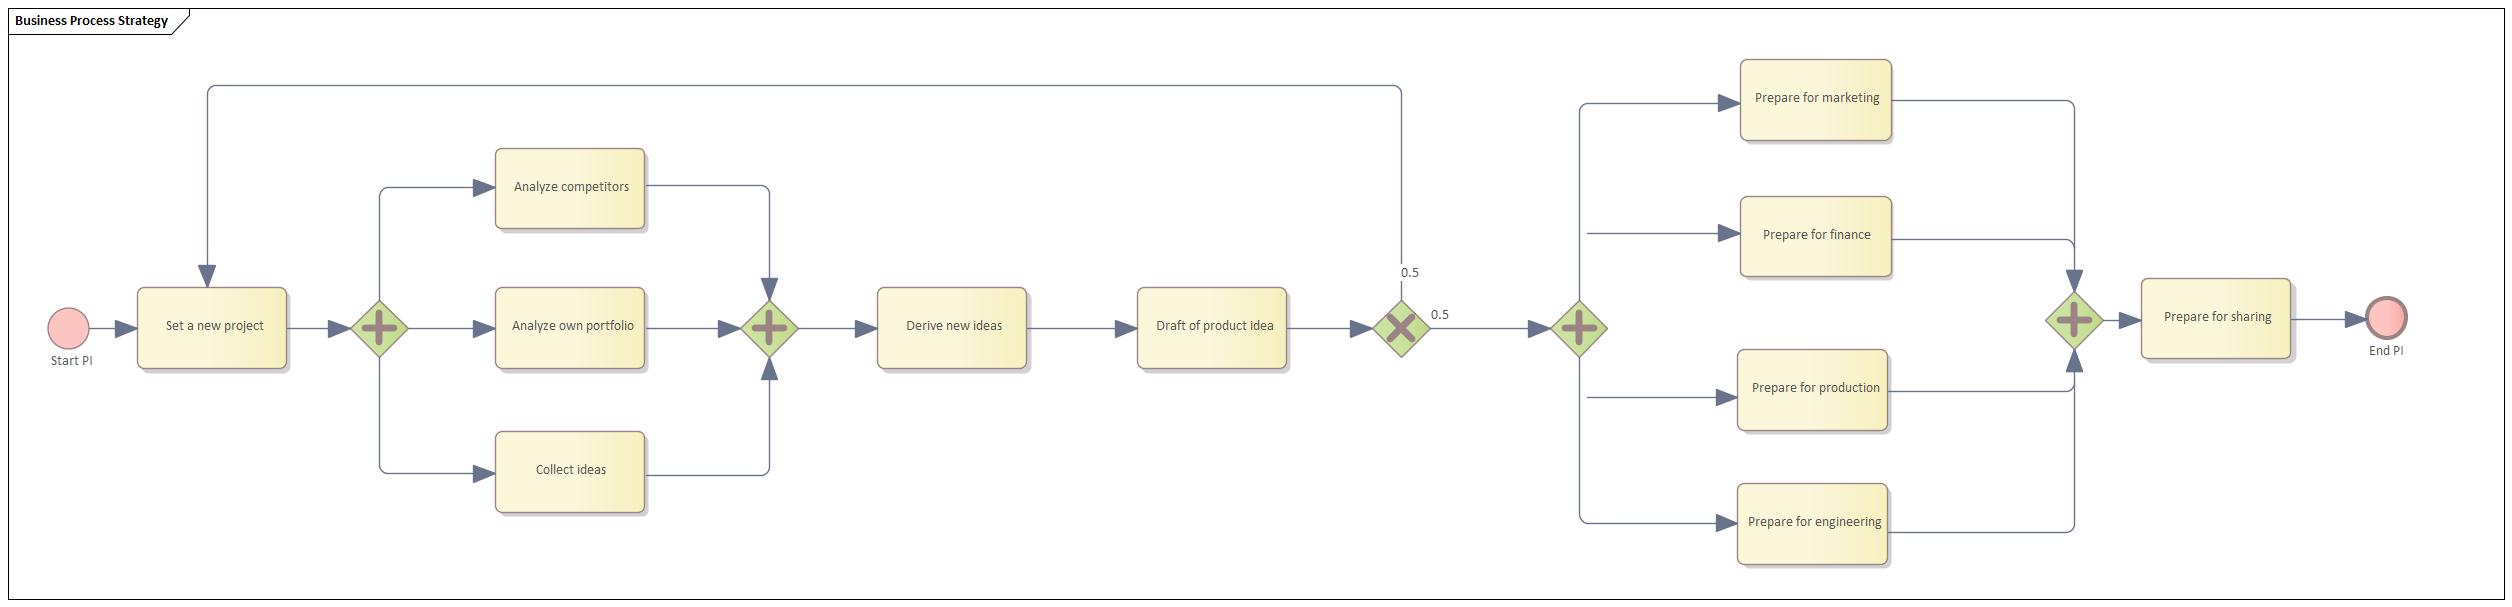 Business Process Strategy
Start PI
Set a new project
Analyze competitors
Analyze own portfolio
Collect ideas
Derive new ideas
Draft of product idea
0.5
0.5
Prepare for marketing
Prepare for finance
Prepare for production
Prepare for engineering
Prepare for sharing
End PI